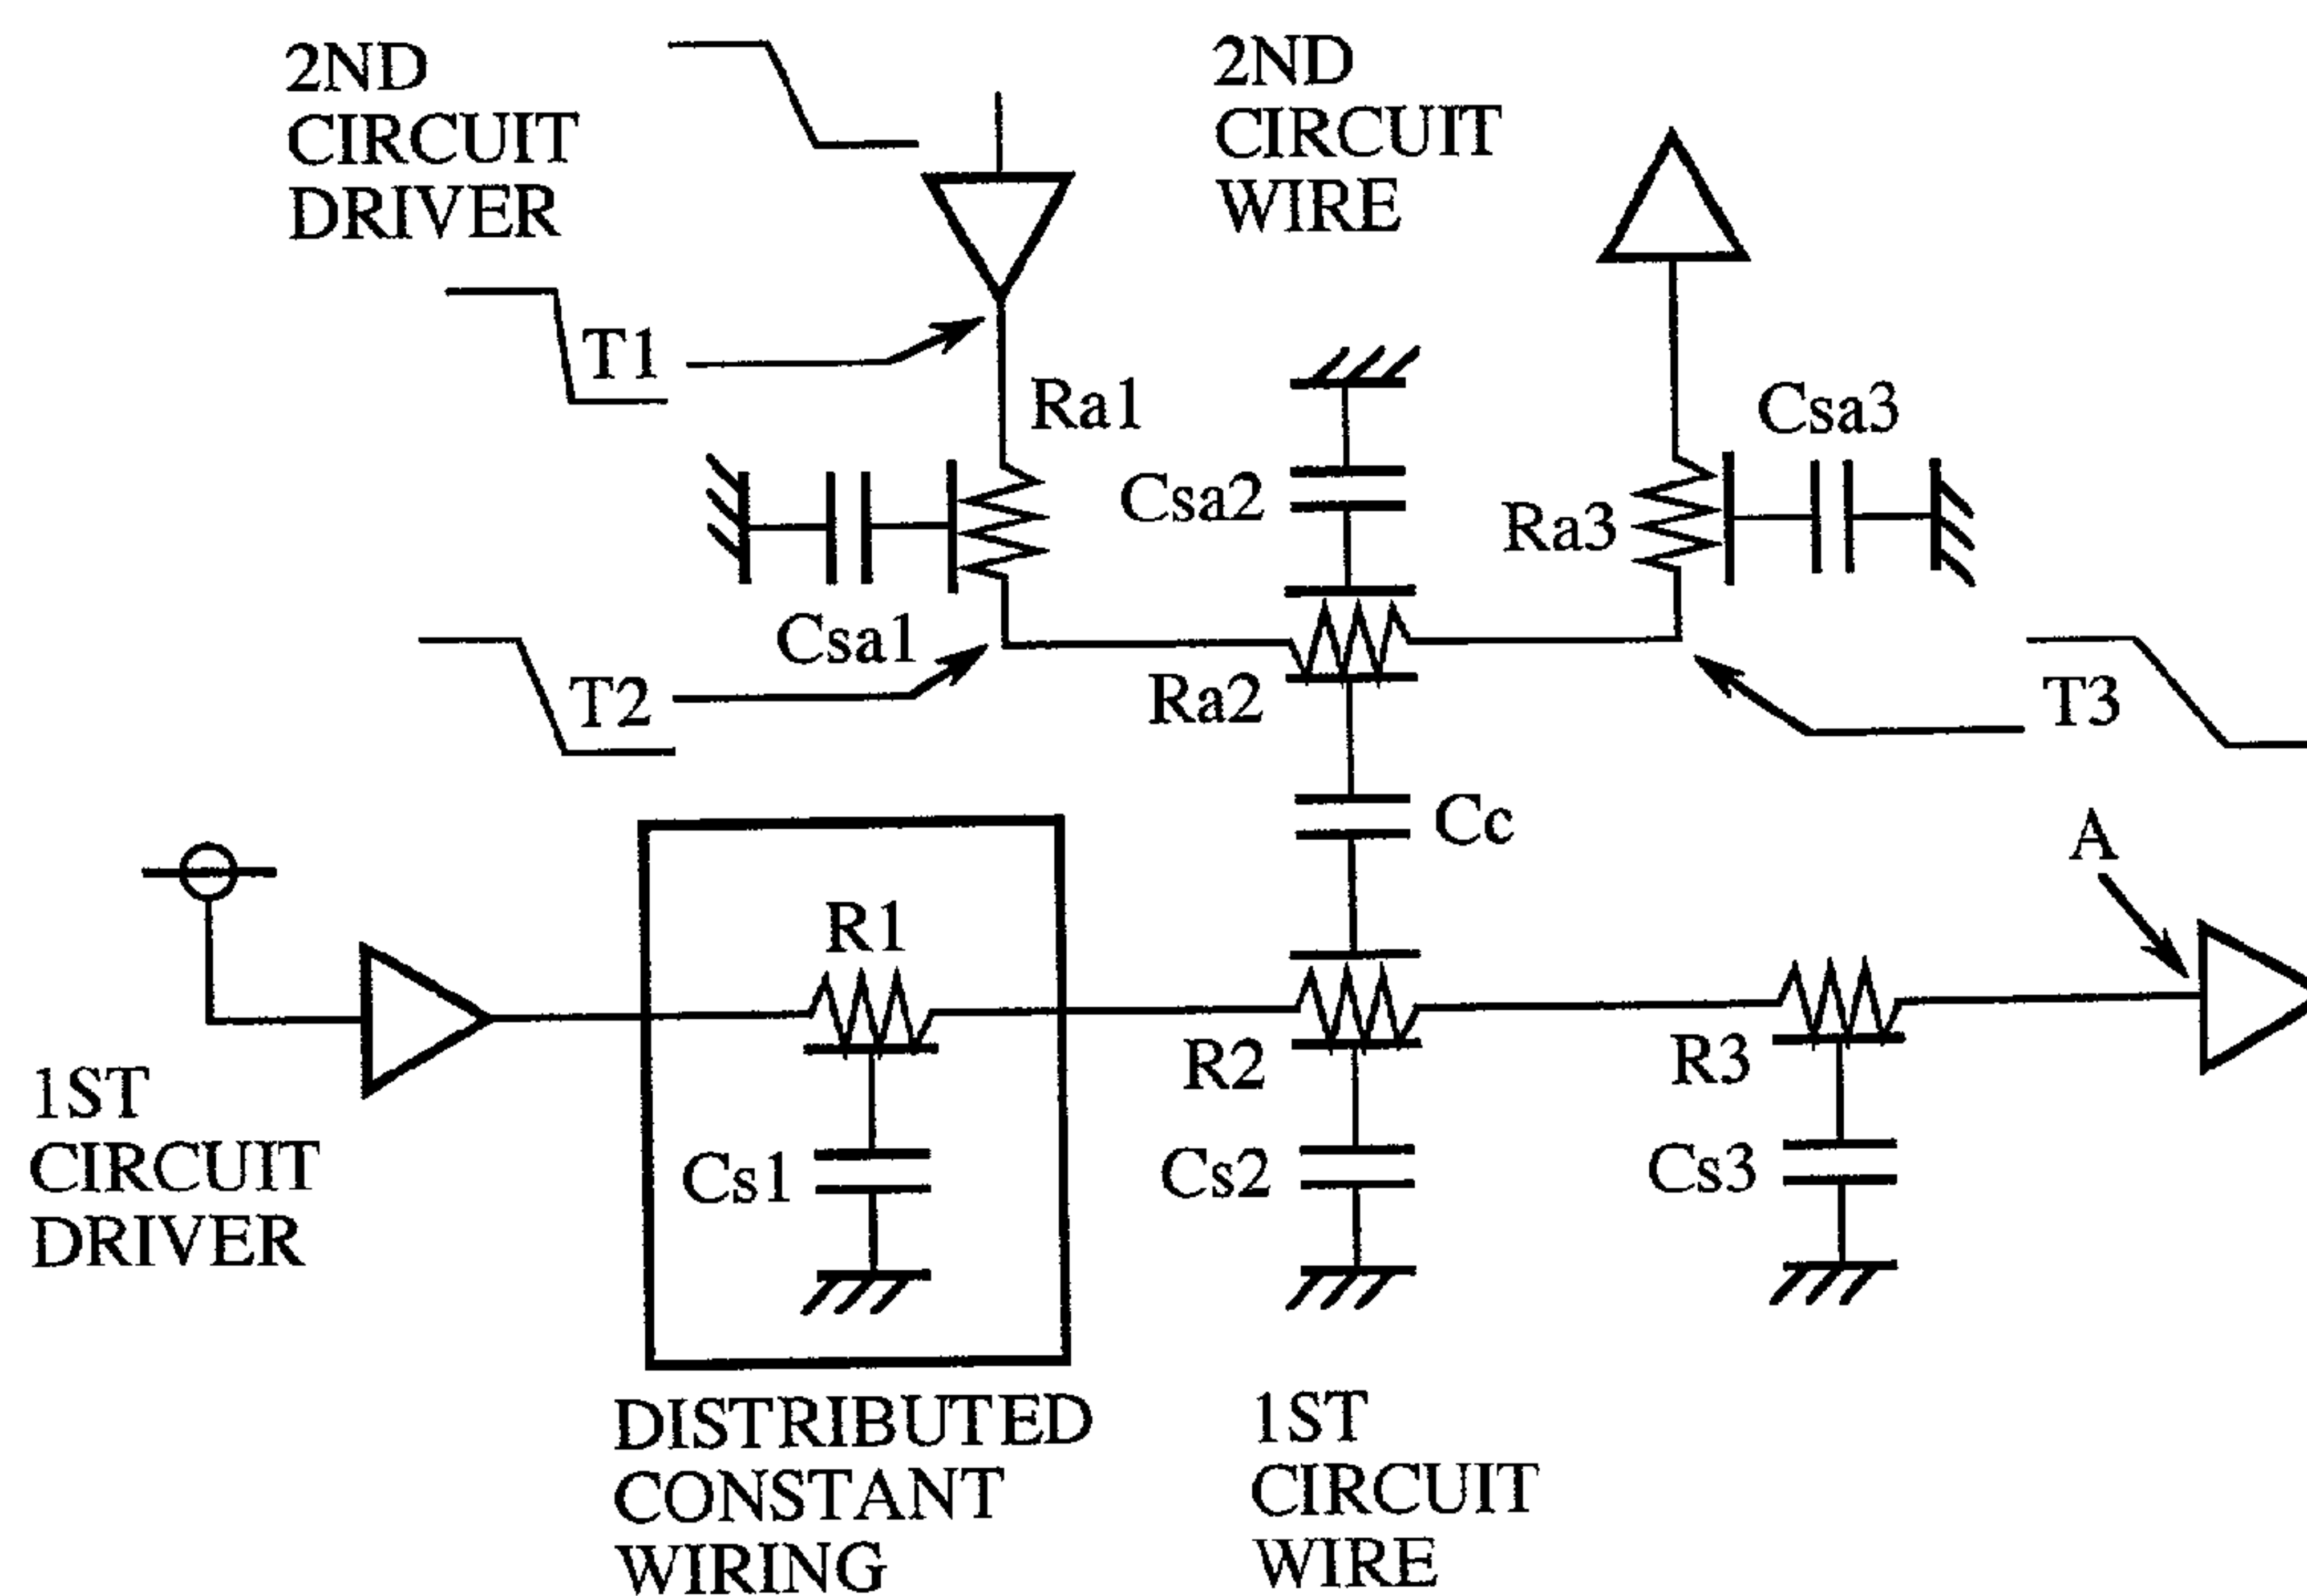 2ND
CIRCUIT
DRIVER
2ND
CIRCUIT
WIRE
T1
Ra1
Csa3
Csa2
Ra3
Csa1
T2
Ra2
T3
Cc
A
R1
R2
R3
1ST
CIRCUIT
DRIVER
Cs1
Cs2
Cs3
DISTRIBUTED
CONSTANT
WIRING
1ST
CIRCUIT
WIRE